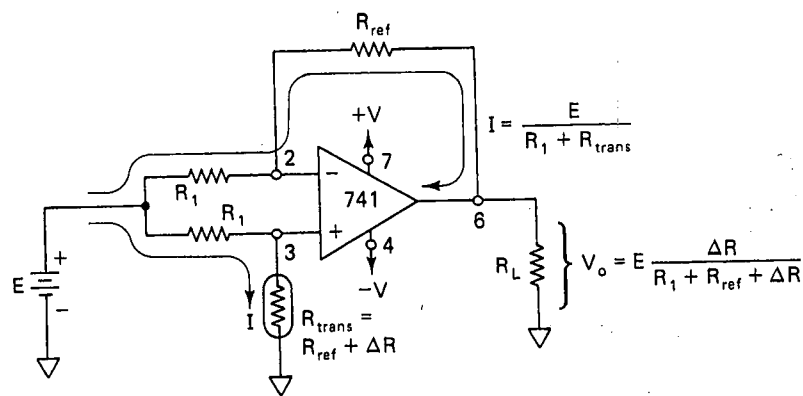 R_ref
+V
I = E / (R_1 + R_trans)
2
7
R_1
−
741
R_1
+
6
3
4
+
E
−
−V
I
R_trans =
R_ref + ΔR
R_L
V_o = E ΔR / (R_1 + R_ref + ΔR)